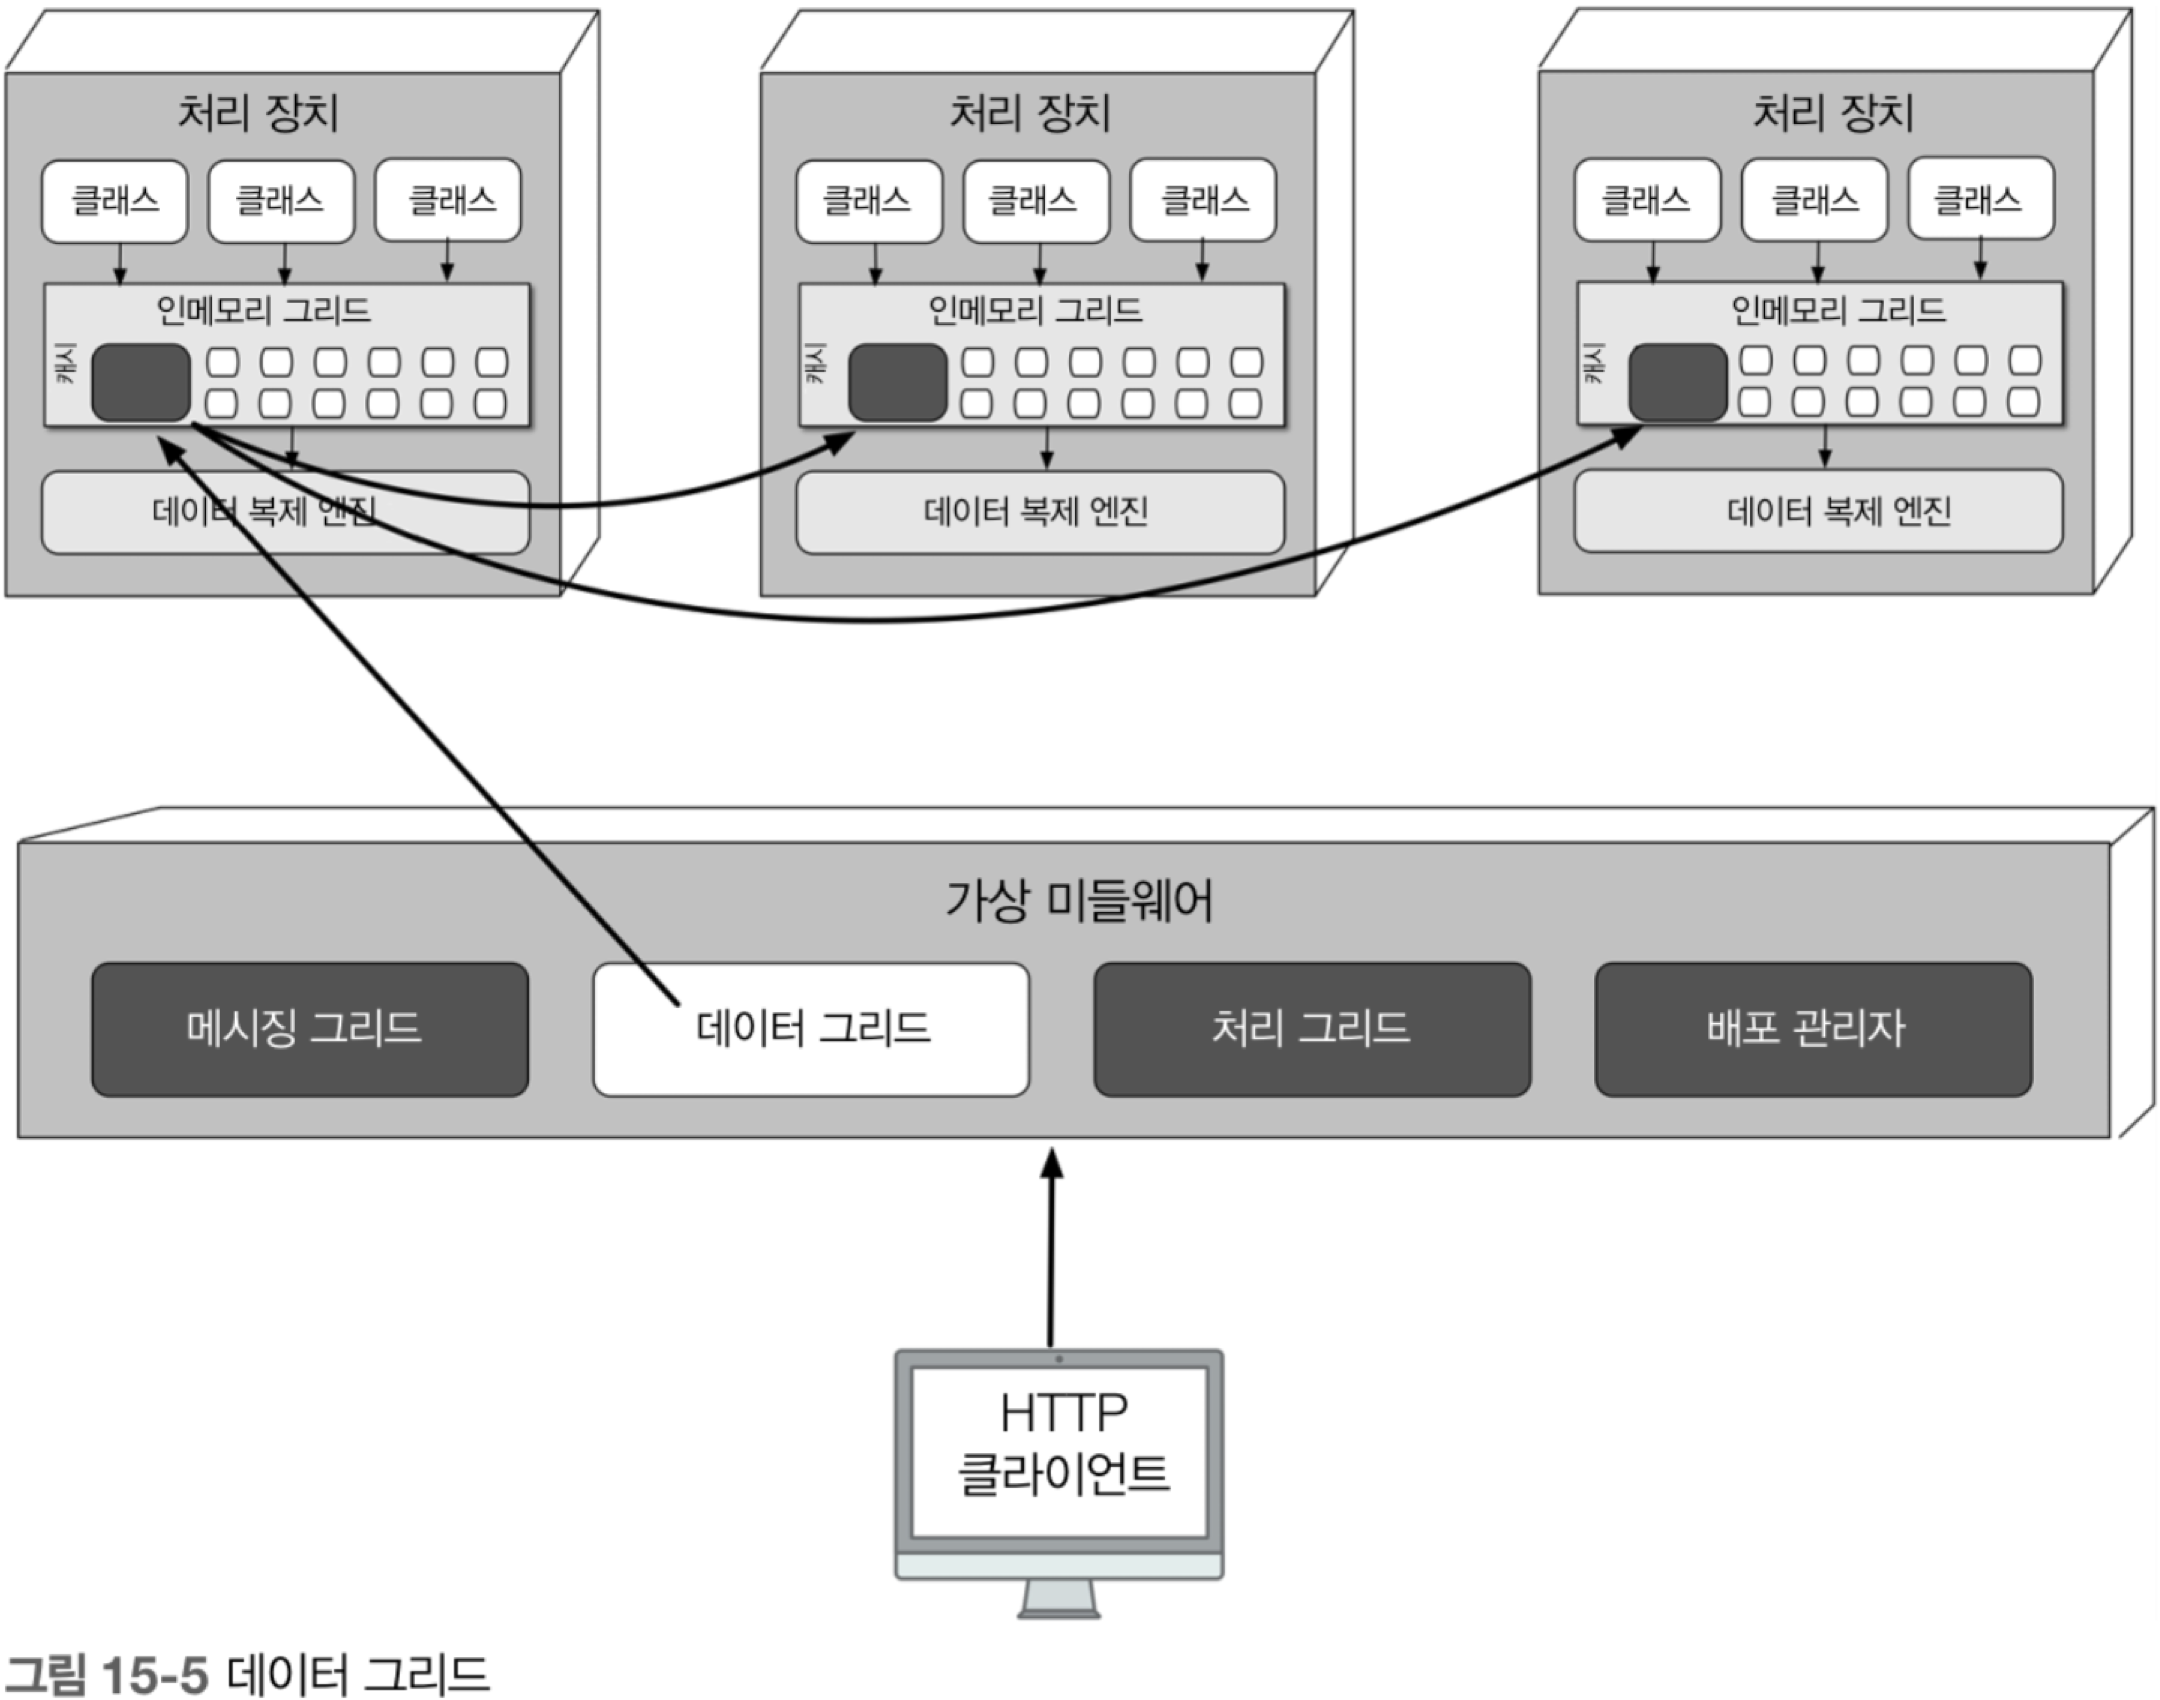 처리 장치
클래스 클래스 클래스
인메모리 그리드
캐시
데이터 복제 엔진
처리 장치
클래스 클래스 클래스
인메모리 그리드
캐시
데이터 복제 엔진
처리 장치
클래스 클래스 클래스
인메모리 그리드
캐시
데이터 복제 엔진
가상 미들웨어
메시징 그리드 데이터 그리드 처리 그리드 배포 관리자
HTTP
클라이언트
그림 15-5 데이터 그리드